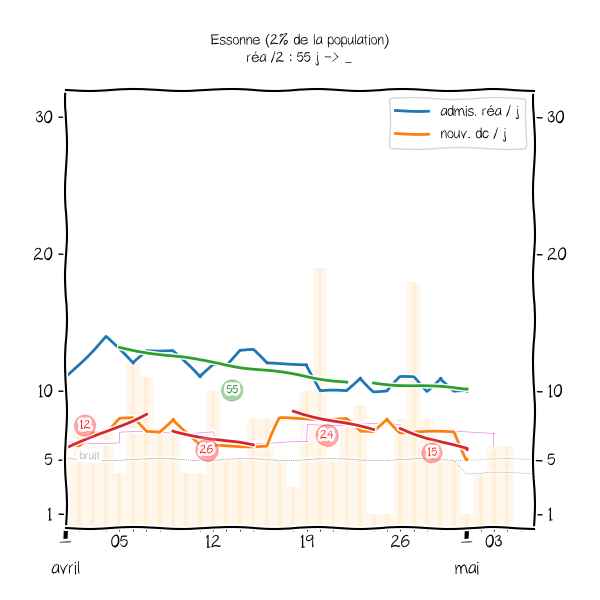 Essonne (2% de la population)
réa /2 : 55 j -> _
admis. réa / j
nouv. dc / j
30
30
20
20
10
10
55
12
26
24
15
bruit
5
5
1
1
05
12
19
26
03
avril
mai